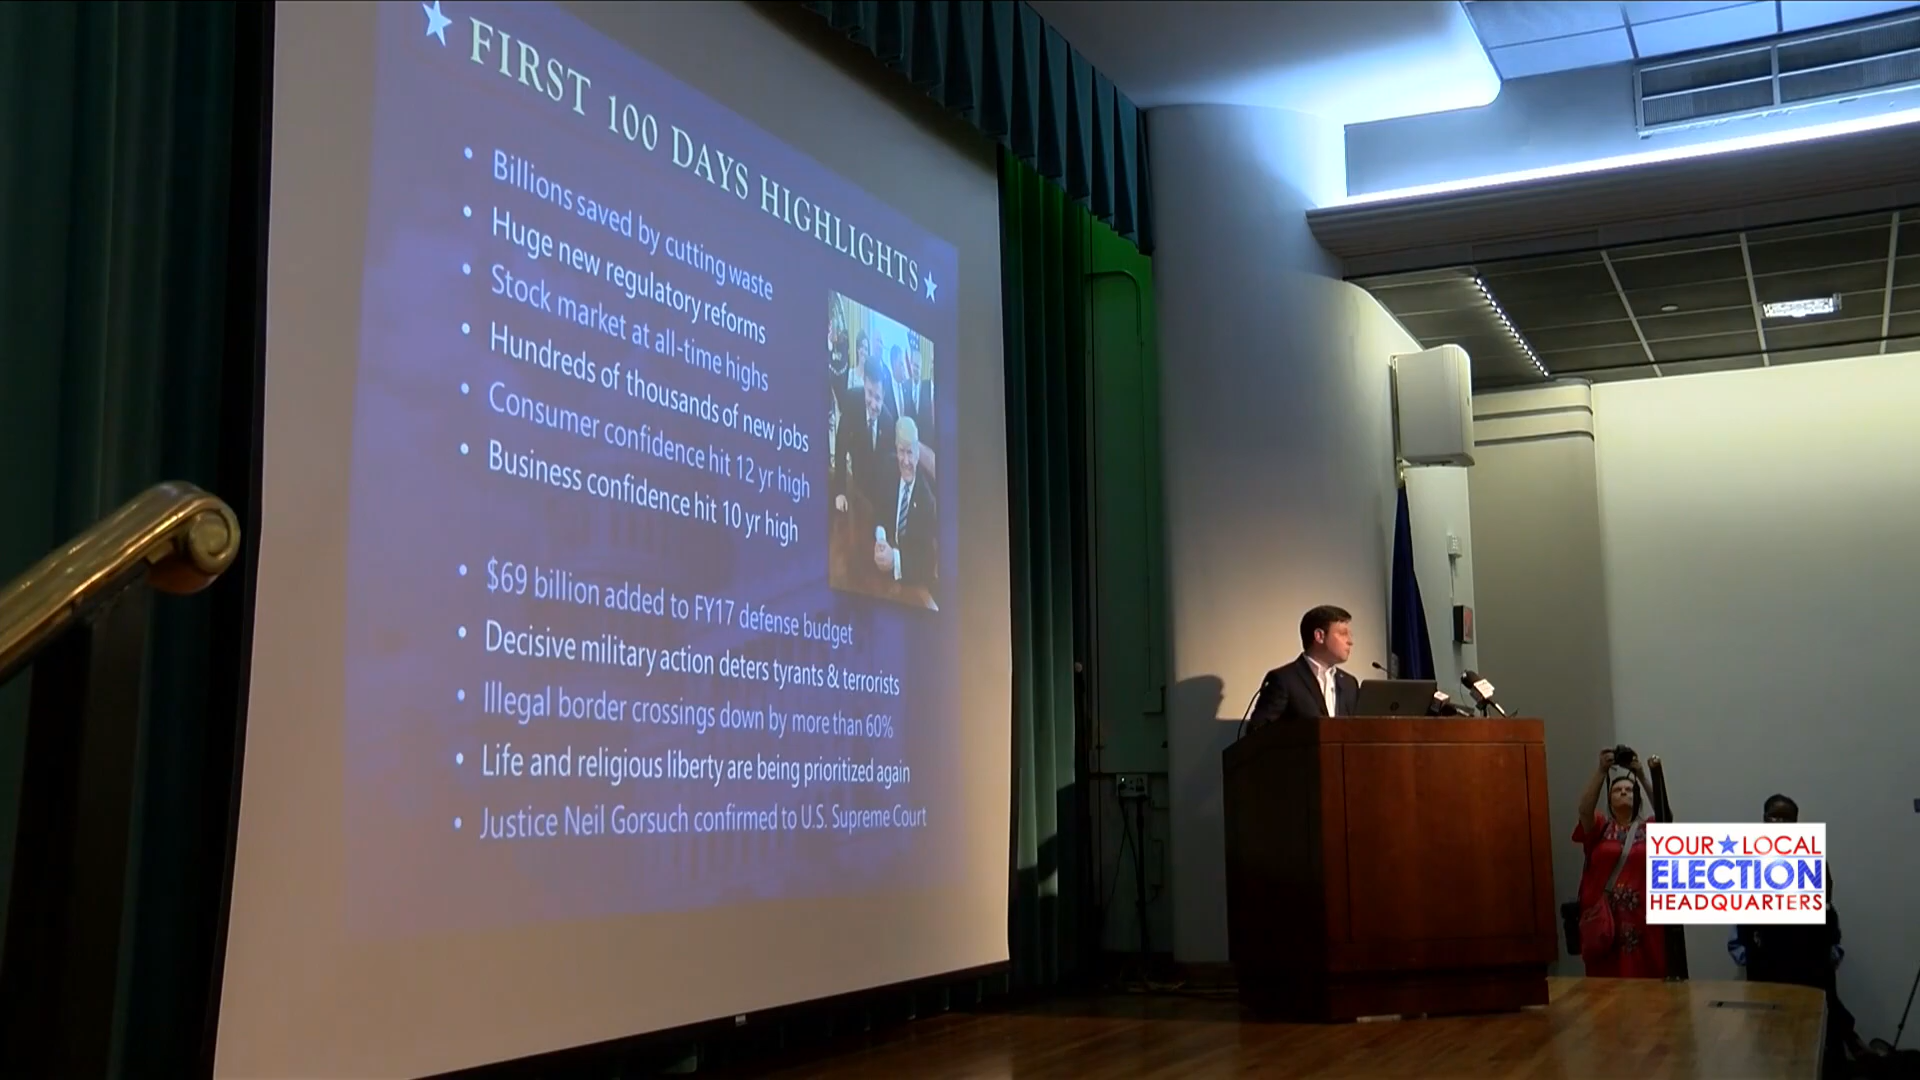 FIRST 100 DAYS HIGHLIGHTS
Billions saved by cutting waste
Huge new regulatory reforms
Stock market at all-time highs
Hundreds of thousands of new jobs
Consumer confidence hit 12 yr high
Business confidence hit 10 yr high
$69 billion added to FY17 defense budget
Decisive military action deters tyrants & terrorists
Illegal border crossings down by more than 60%
Life and religious liberty are being prioritized again
Justice Neil Gorsuch confirmed to U.S. Supreme Court
YOUR LOCAL
ELECTION
HEADQUARTERS